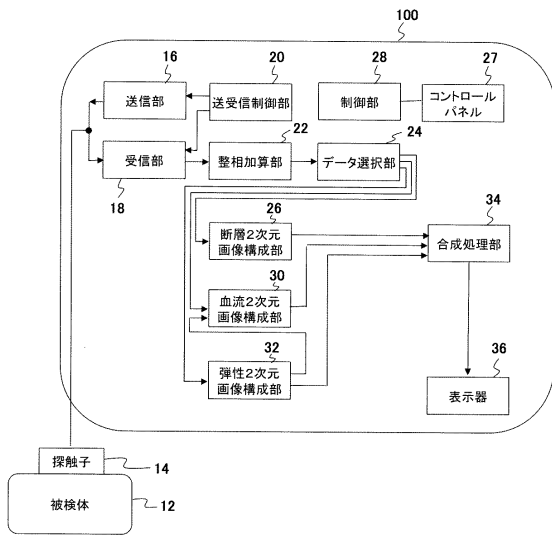 100
16
20
28
27
送信部
送受信制御部
制御部
コントロール
パネル
22
24
受信部
整相加算部
データ選択部
18
26
34
断層2次元
画像構成部
合成処理部
30
血流2次元
画像構成部
32
36
弾性2次元
画像構成部
表示器
探触子
14
被検体
12